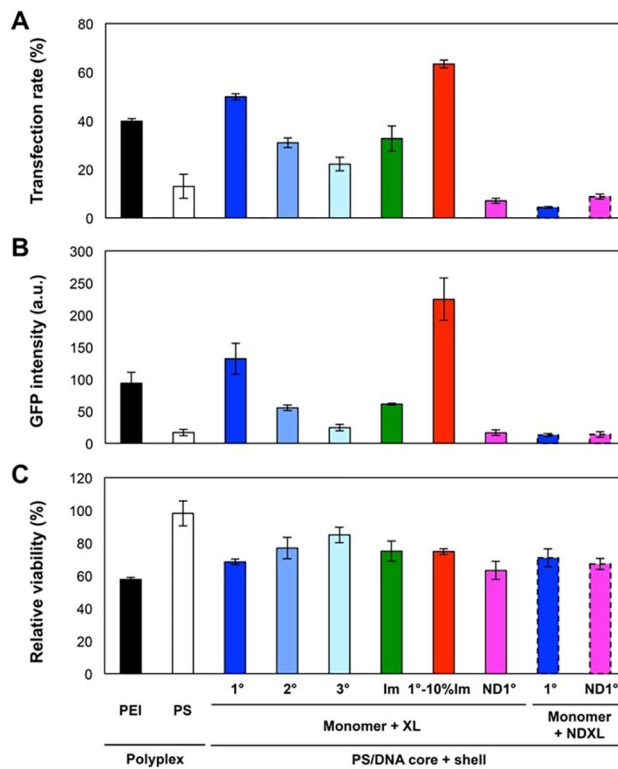 A
Transfection rate (%)
80
60
40
20
0
B
GFP intensity (a.u.)
300
250
200
150
100
50
0
C
Relative viability (%)
120
100
80
60
40
20
0
1° 2° 3° Im 1°-10%Im ND1° 1° ND1°
PEI PS
Monomer + XL
Monomer
+ NDXL
Polyplex
PS/DNA core + shell